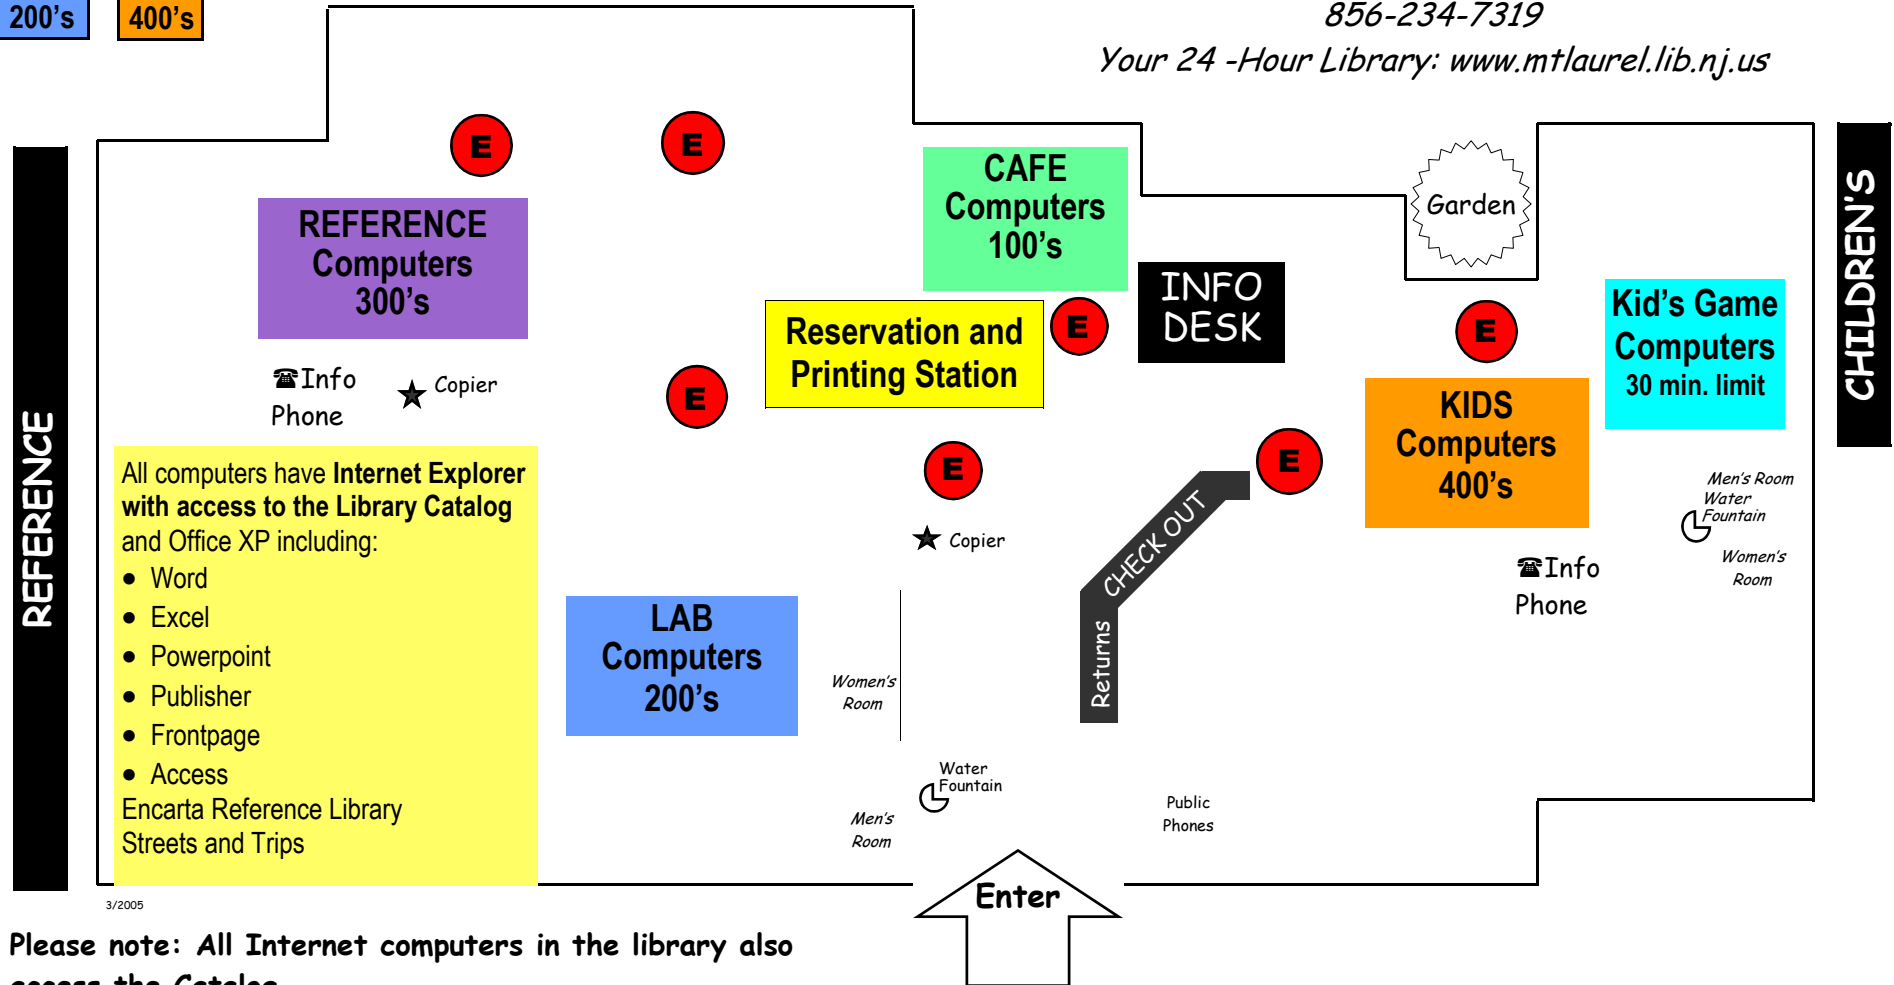 200's
400's
856-234-7319
Your 24 -Hour Library: www.mtlaurel.lib.nj.us
E
E
CAFE
Computers
100's
Garden
CHILDREN'S
REFERENCE
Computers
300's
INFO
DESK
Kid's Game
Computers
30 min. limit
Reservation and
Printing Station
E
E
☎Info
Phone
★ Copier
E
KIDS
Computers
400's
REFERENCE
All computers have Internet Explorer
with access to the Library Catalog
and Office XP including:
• Word
• Excel
• Powerpoint
• Publisher
• Frontpage
• Access
Encarta Reference Library
Streets and Trips
E
E
CHECK OUT
Returns
Men's Room
Water
Fountain
Women's
Room
★ Copier
☎Info
Phone
LAB
Computers
200's
Women's
Room
Water
Fountain
Men's
Room
Public
Phones
Enter
3/2005
Please note: All Internet computers in the library also
access the Catalog